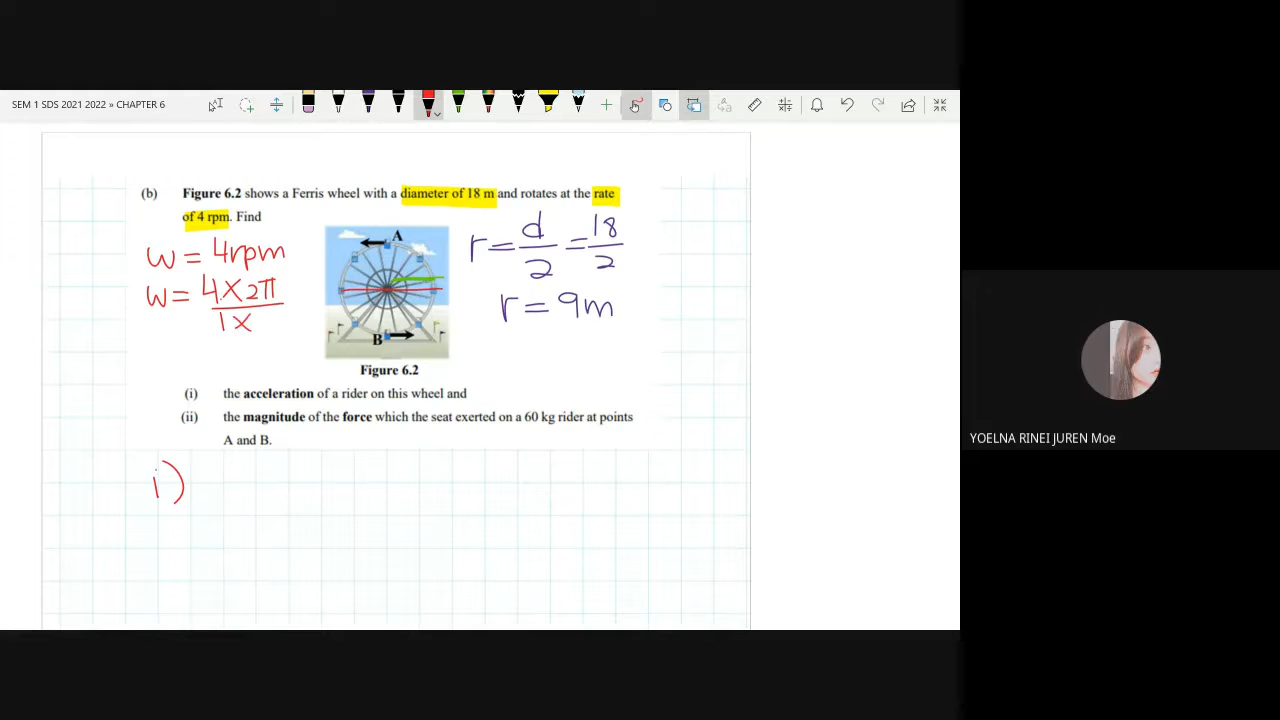 SEM 1 SDS 2021 2022 » CHAPTER 6
(b) Figure 6.2 shows a Ferris wheel with a diameter of 18 m and rotates at the rate
of 4 rpm. Find
w = 4rpm
w = 4 x 2π
1 x
A
B
r = d/2 = 18/2
r = 9m
Figure 6.2
(i) the acceleration of a rider on this wheel and
(ii) the magnitude of the force which the seat exerted on a 60 kg rider at points
A and B.
i)
YOELNA RINEI JUREN Moe